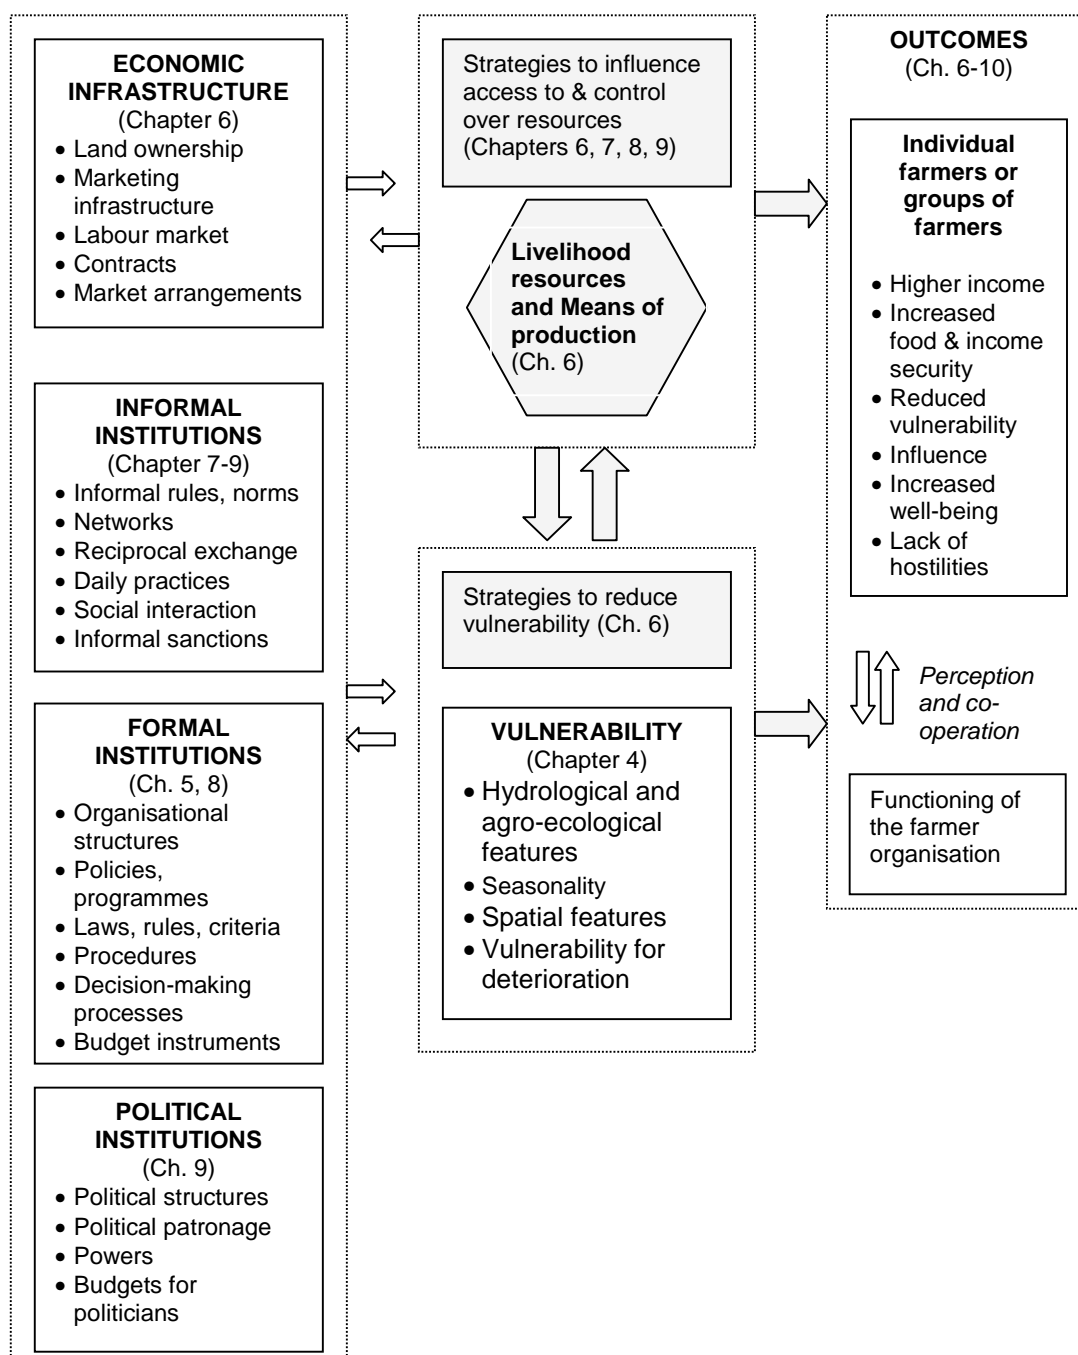 ECONOMIC
INFRASTRUCTURE
(Chapter 6)
• Land ownership
• Marketing
infrastructure
• Labour market
• Contracts
• Market arrangements
INFORMAL
INSTITUTIONS
(Chapter 7-9)
• Informal rules, norms
• Networks
• Reciprocal exchange
• Daily practices
• Social interaction
• Informal sanctions
FORMAL
INSTITUTIONS
(Ch. 5, 8)
• Organisational
structures
• Policies,
programmes
• Laws, rules, criteria
• Procedures
• Decision-making
processes
• Budget instruments
POLITICAL
INSTITUTIONS
(Ch. 9)
• Political structures
• Political patronage
• Powers
• Budgets for
politicians
Strategies to influence
access to & control
over resources
(Chapters 6, 7, 8, 9)
Livelihood
resources
and Means of
production
(Ch. 6)
Strategies to reduce
vulnerability (Ch. 6)
VULNERABILITY
(Chapter 4)
• Hydrological and
agro-ecological
features
• Seasonality
• Spatial features
• Vulnerability for
deterioration
OUTCOMES
(Ch. 6-10)
Individual
farmers or
groups of
farmers
• Higher income
• Increased
food & income
security
• Reduced
vulnerability
• Influence
• Increased
well-being
• Lack of
hostilities
Perception
and co-
operation
Functioning of
the farmer
organisation